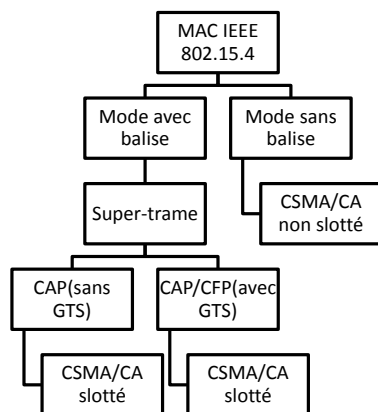 MAC IEEE
802.15.4
Mode avec
balise
Mode sans
balise
Super-trame
CSMA/CA
non slotté
CAP(sans
GTS)
CAP/CFP(avec
GTS)
CSMA/CA
slotté
CSMA/CA
slotté